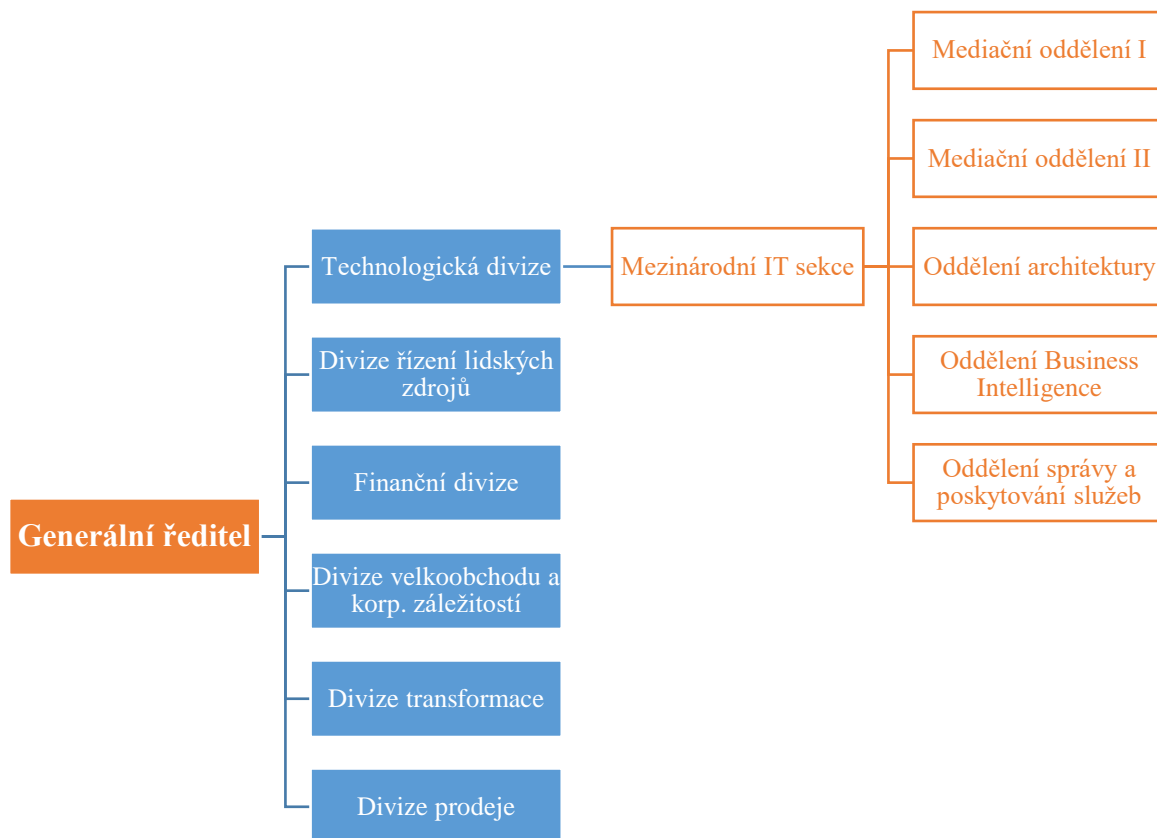 Generální ředitel
Technologická divize
Divize řízení lidských
zdrojů
Finanční divize
Divize velkoobchodu a
korp. záležitostí
Divize transformace
Divize prodeje
Mezinárodní IT sekce
Mediační oddělení I
Mediační oddělení II
Oddělení architektury
Oddělení Business
Intelligence
Oddělení správy a
poskytování služeb